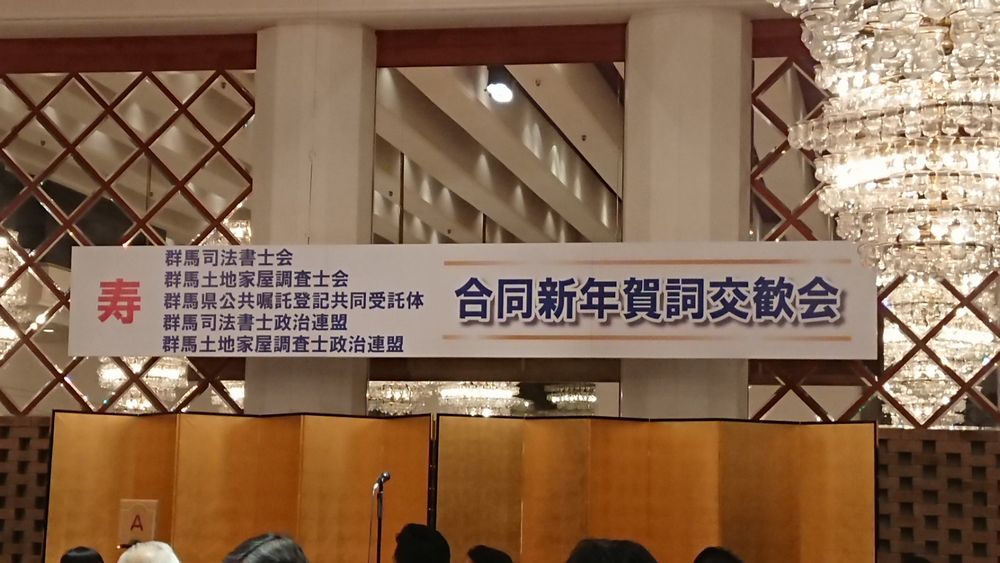 寿
群馬司法書士会
群馬土地家屋調査士会
群馬県公共嘱託登記共同受託体
群馬司法書士政治連盟
群馬土地家屋調査士政治連盟
合同新年賀詞交歓会
A